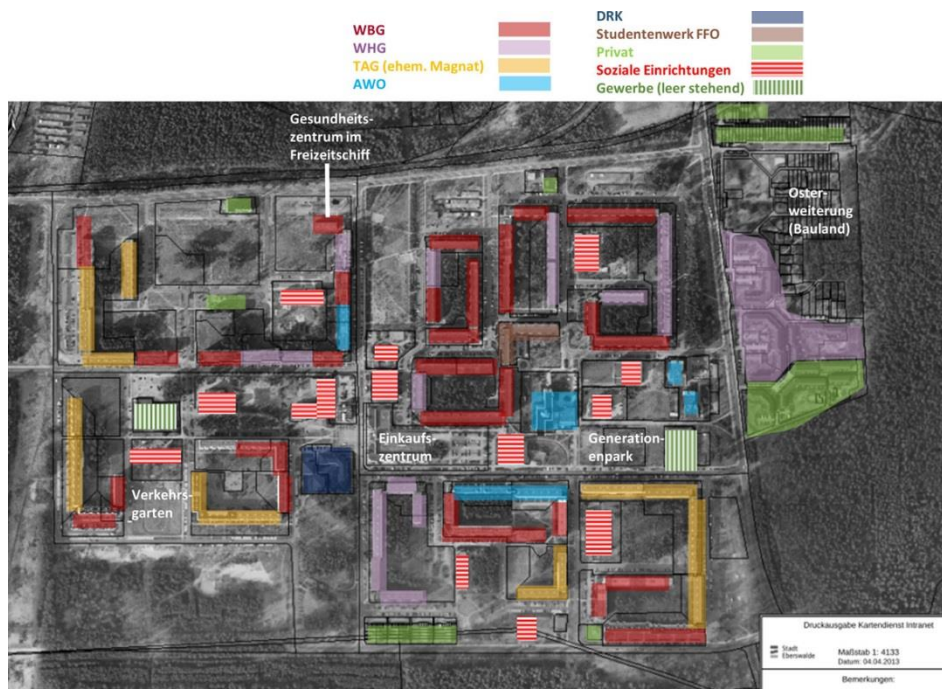 WBG
WHG
TAG (ehem. Magnat)
AWO
DRK
Studentenwerk FFO
Privat
Soziale Einrichtungen
Gewerbe (leer stehend)
Gesundheits-
zentrum im
Freizeitschiff
Oster-
weiterung
(Bauland)
Einkaufs-
zentrum
Generation-
enpark
Verkehrs-
garten
Druckausgabe Kartendienst Intranet
Stadt
Eberswalde
Maßstab 1: 4133
Datum: 04.04.2013
Bemerkungen: